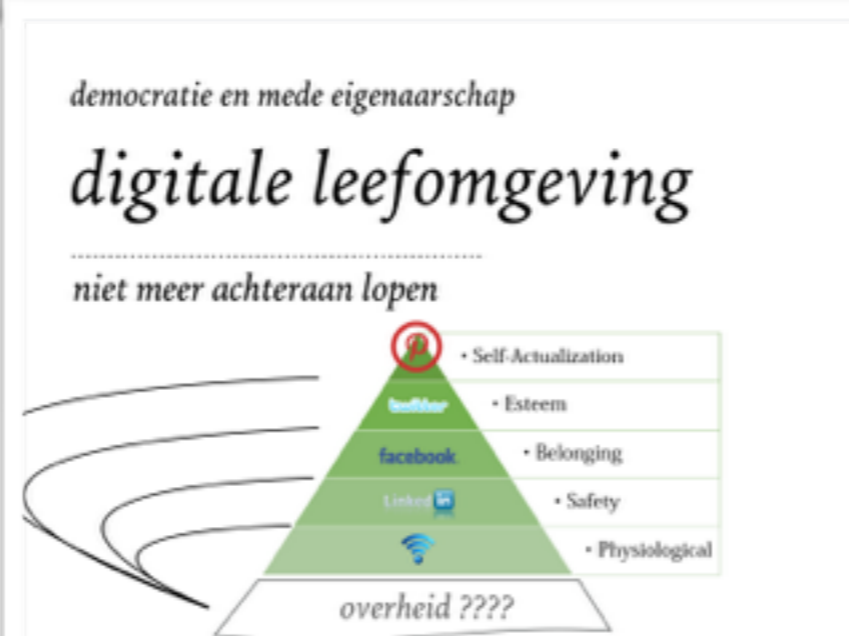 democratie en mede eigenaarschap
digitale leefomgeving
niet meer achteraan lopen
• Self-Actualization
twitter
• Esteem
facebook
• Belonging
Linked in
• Safety
• Physiological
overheid ????